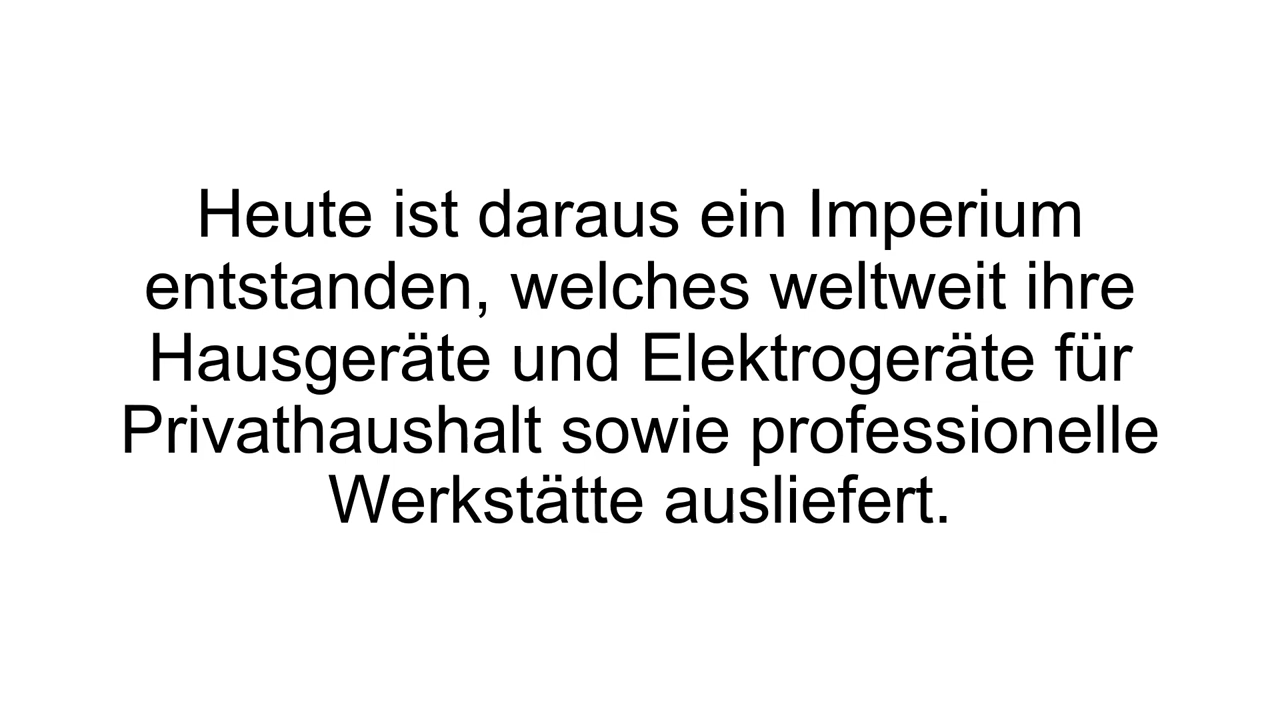 Heute ist daraus ein Imperium
entstanden, welches weltweit ihre
Hausgeräte und Elektrogeräte für
Privathaushalt sowie professionelle
Werkstätte ausliefert.